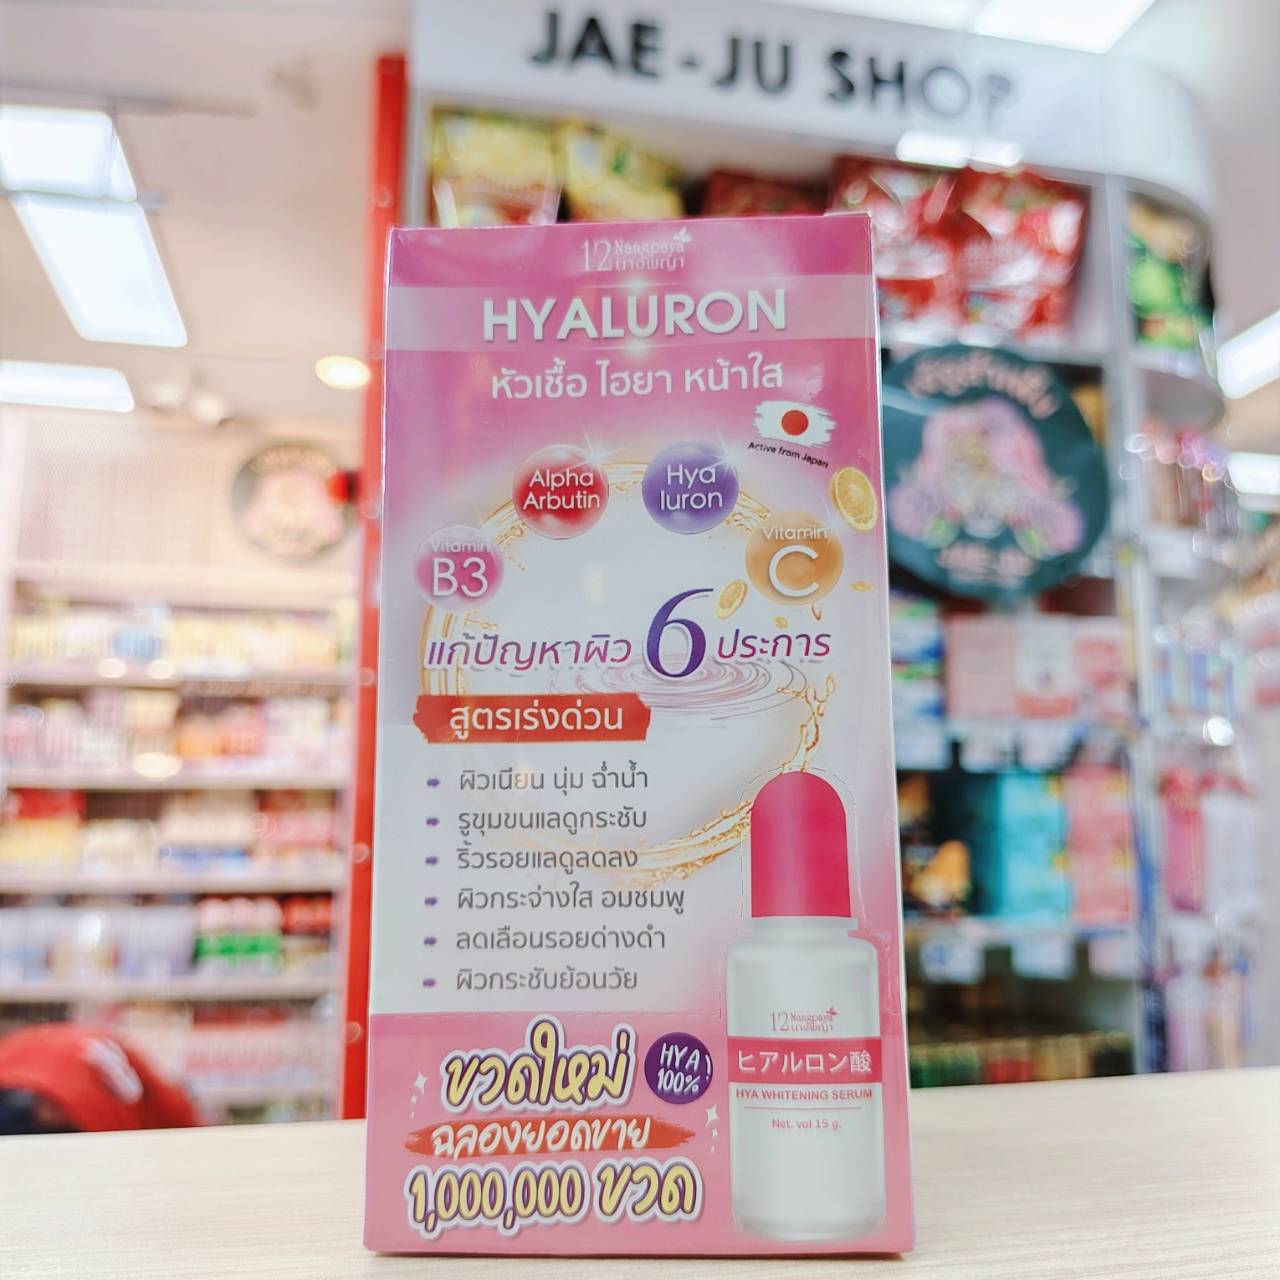 JAE-JU SHOP
12 Nangpaya
นางพญา
HYALURON
หัวเชื้อ ไฮยา หน้าใส
Active from Japan
Alpha
Arbutin
Hya
luron
Vitamin
B3
Vitamin
C
แก้ปัญหาผิว 6 ประการ
สูตรเร่งด่วน
ผิวเนียน นุ่ม ฉ่ำน้ำ
รูขุมขนแลดูกระชับ
ริ้วรอยแลดูลดลง
ผิวกระจ่างใส อมชมพู
ลดเลือนรอยด่างดำ
ผิวกระชับย้อนวัย
ขวดใหม่
HYA
100%
ฉลองยอดขาย
1,000,000 ขวด
12 Nangpaya
นางพญา
ヒアルロン酸
HYA WHITENING SERUM
Net. vol 15 g.
JAE-JU